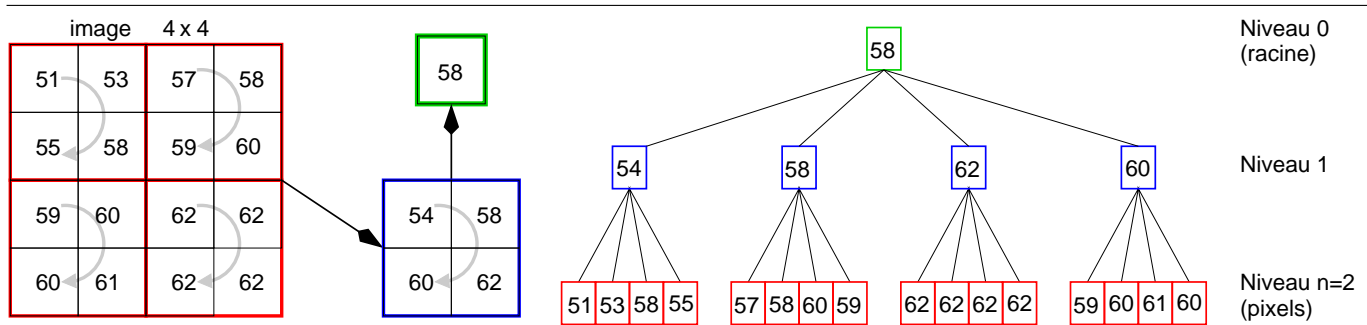 image 4 x 4
51 53 57 58
55 58 59 60
59 60 62 62
60 61 62 62
58
54 58
60 62
58
54 58 62 60
51 53 58 55 57 58 60 59 62 62 62 62 59 60 61 60
Niveau 0
(racine)
Niveau 1
Niveau n=2
(pixels)